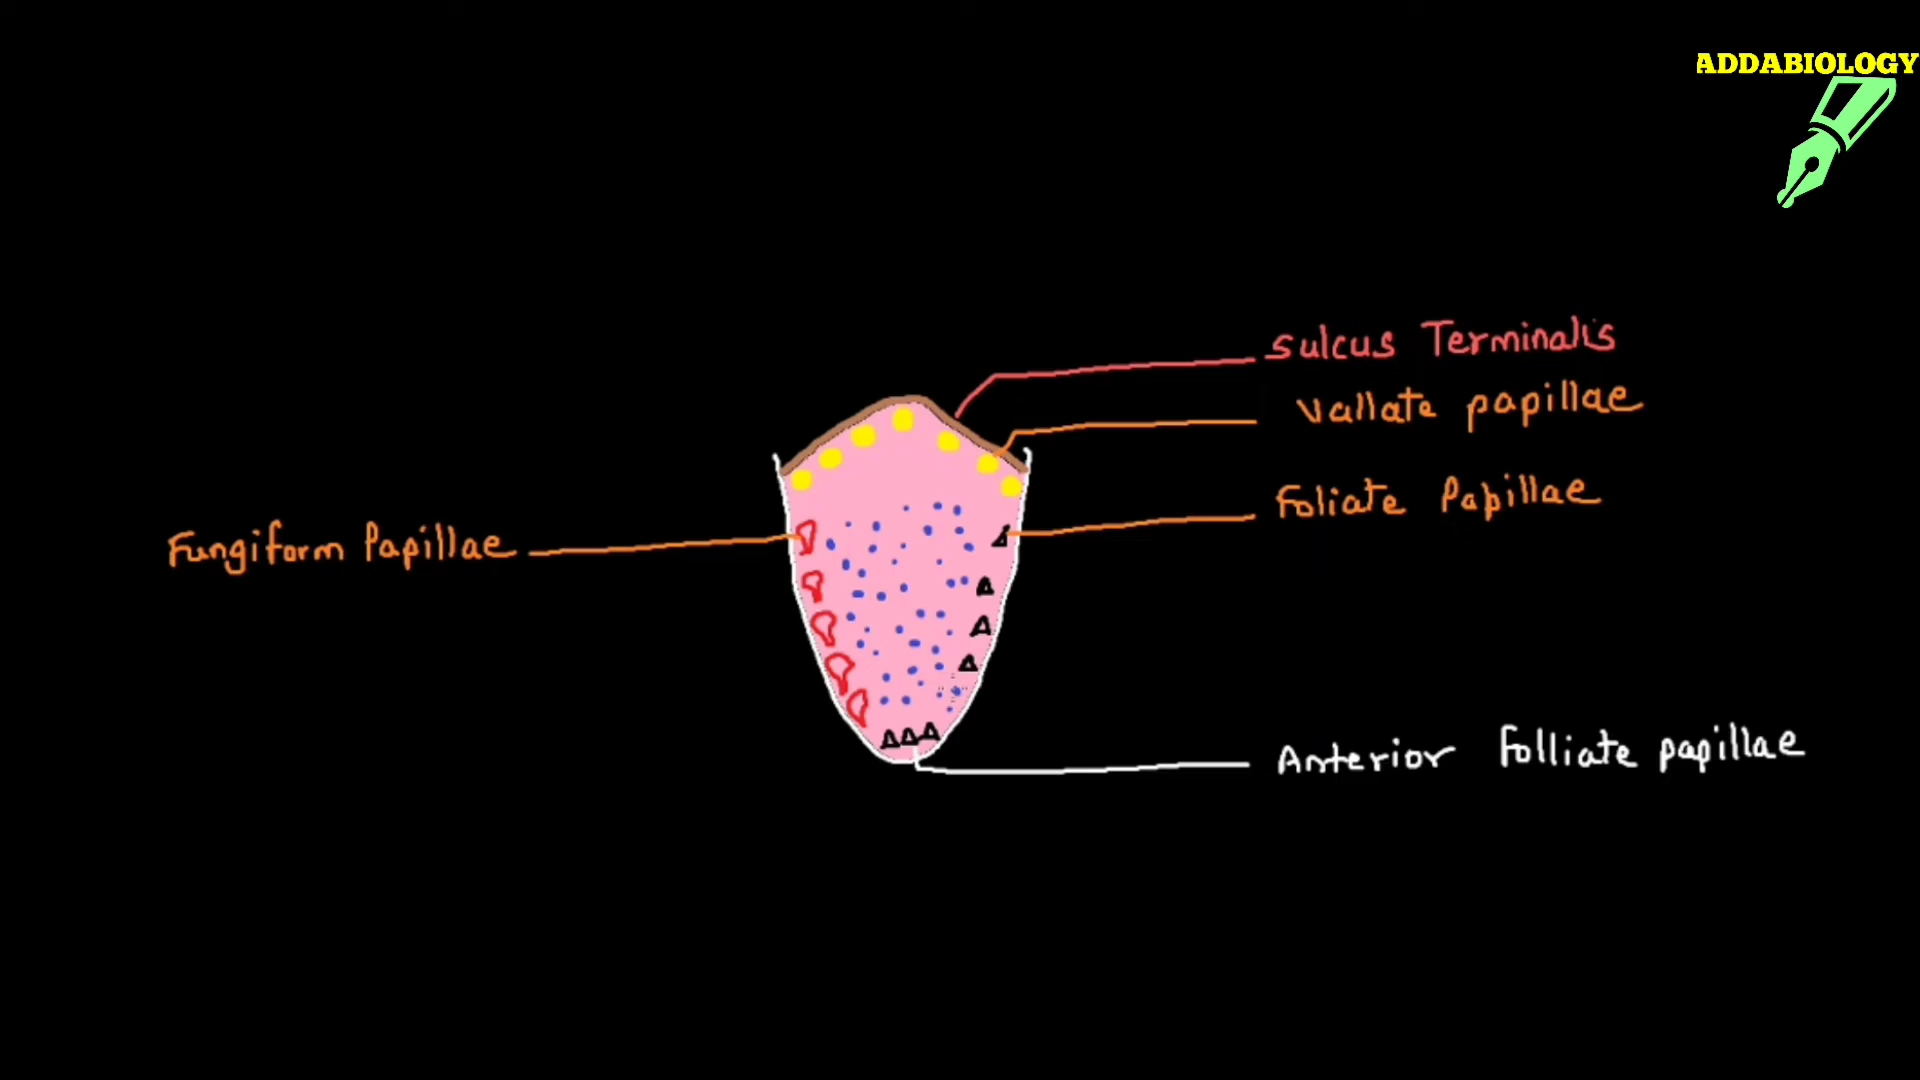 ADDABIOLOGY
Sulcus Terminalis
Vallate papillae
Foliate Papillae
Fungiform Papillae
Anterior Folliate papillae